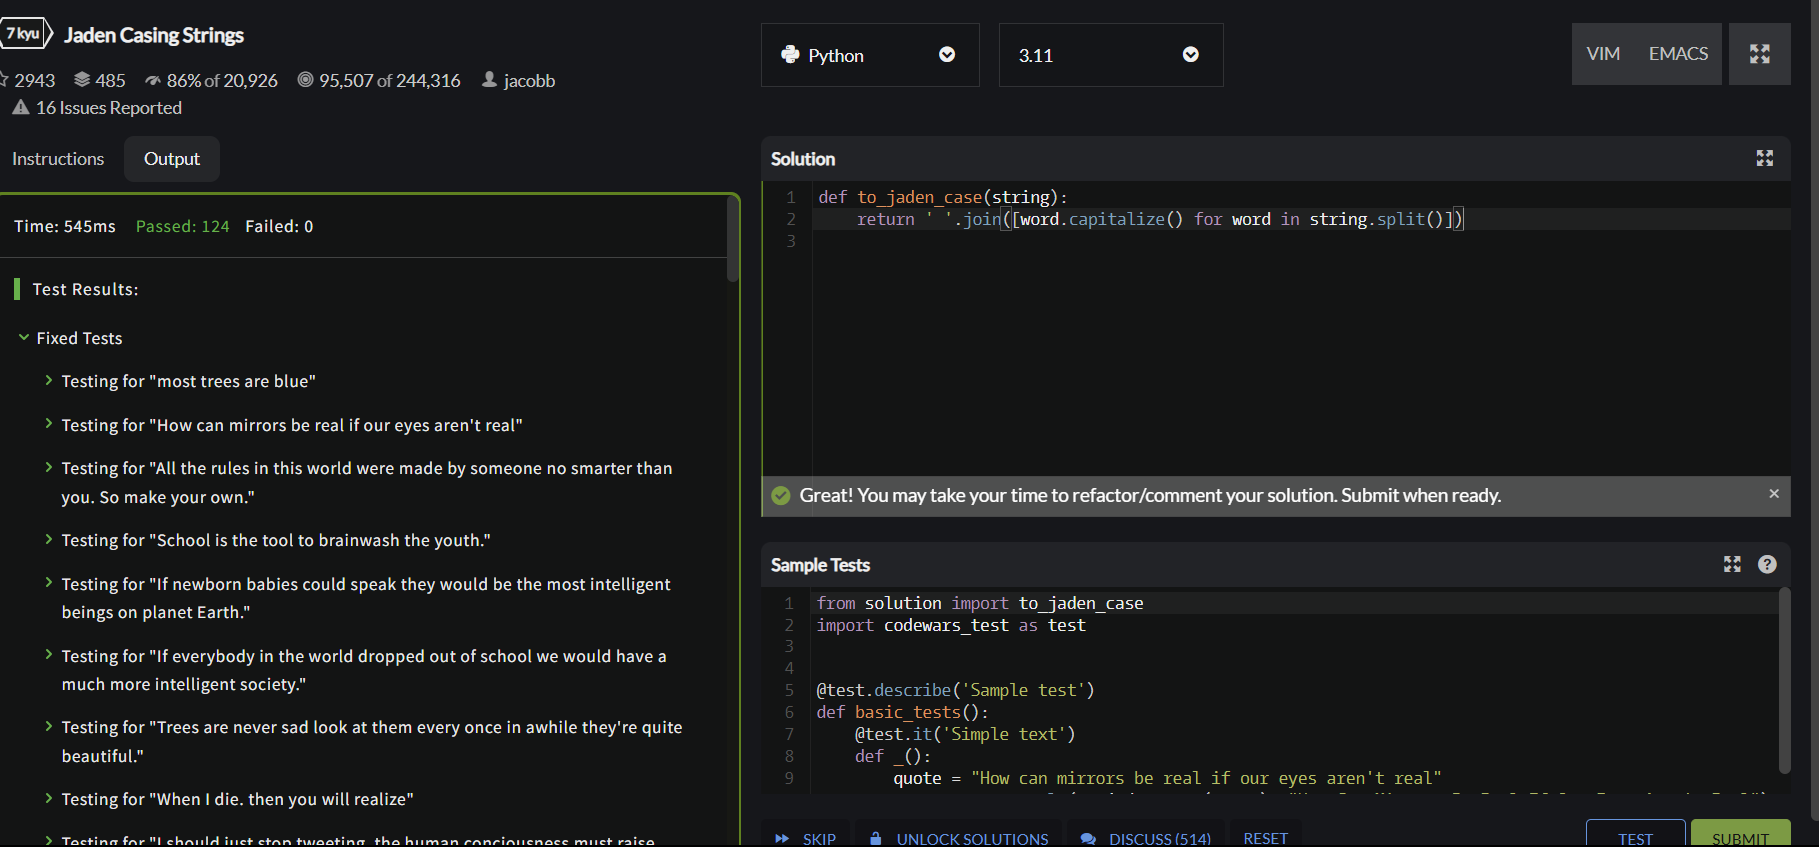 7 kyu Jaden Casing Strings
2943 485 86% of 20,926 95,507 of 244,316 jacobb
16 Issues Reported
Instructions Output
Time: 545ms Passed: 124 Failed: 0
Test Results:
Fixed Tests
Testing for "most trees are blue"
Testing for "How can mirrors be real if our eyes aren't real"
Testing for "All the rules in this world were made by someone no smarter than
you. So make your own."
Testing for "School is the tool to brainwash the youth."
Testing for "If newborn babies could speak they would be the most intelligent
beings on planet Earth."
Testing for "If everybody in the world dropped out of school we would have a
much more intelligent society."
Testing for "Trees are never sad look at them every once in awhile they're quite
beautiful."
Testing for "When I die. then you will realize"
Testing for "I should just stop tweeting, the human conciousness must raise
Python 3.11 VIM EMACS
Solution
1 def to_jaden_case(string):
2     return ' '.join([word.capitalize() for word in string.split()])
3
Great! You may take your time to refactor/comment your solution. Submit when ready.
Sample Tests
1 from solution import to_jaden_case
2 import codewars_test as test
3
4
5 @test.describe('Sample test')
6 def basic_tests():
7     @test.it('Simple text')
8     def _():
9         quote = "How can mirrors be real if our eyes aren't real"
SKIP UNLOCK SOLUTIONS DISCUSS (514) RESET TEST SUBMIT